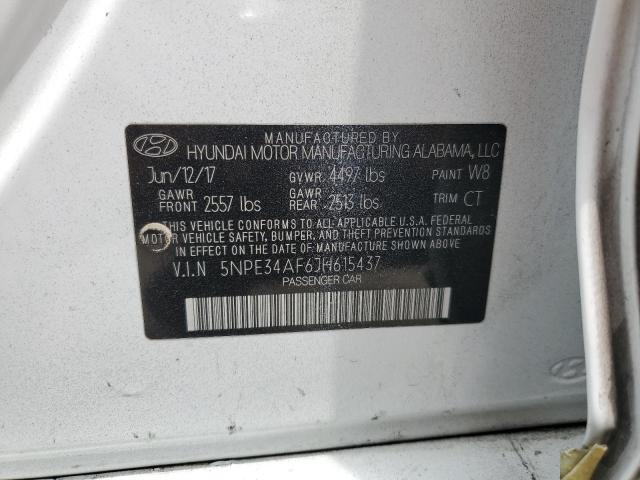 MANUFACTURED BY
HYUNDAI MOTOR MANUFACTURING ALABAMA, LLC
Jun/12/17 GVWR 4497 lbs PAINT W8
GAWR FRONT 2557 lbs GAWR REAR 2513 lbs TRIM CT
THIS VEHICLE CONFORMS TO ALL APPLICABLE U.S.A. FEDERAL
MOTOR VEHICLE SAFETY, BUMPER, AND THEFT PREVENTION STANDARDS
IN EFFECT ON THE DATE OF MANUFACTURE SHOWN ABOVE.
V.I.N 5NPE34AF6JH615437
PASSENGER CAR